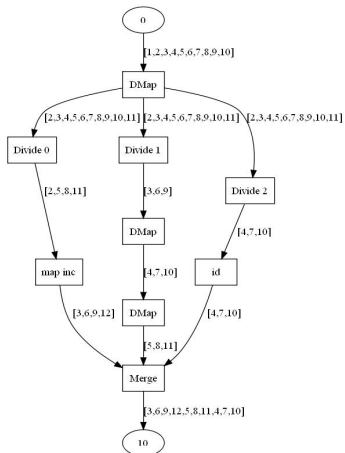 0
[1,2,3,4,5,6,7,8,9,10]
DMap
[2,3,4,5,6,7,8,9,10,11] [2,3,4,5,6,7,8,9,10,11] [2,3,4,5,6,7,8,9,10,11]
Divide 0 Divide 1
[2,5,8,11] [3,6,9] Divide 2
DMap [4,7,10]
map inc [4,7,10] id
[3,6,9,12] DMap [4,7,10]
[5,8,11]
Merge
[3,6,9,12,5,8,11,4,7,10]
10